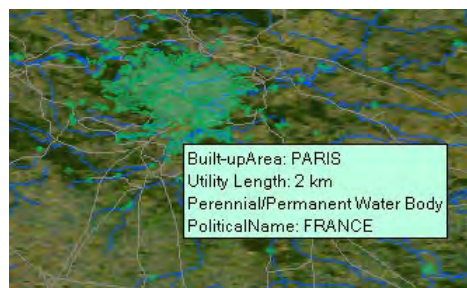 Built-upArea: PARIS
Utility Length: 2 km
Perennial/Permanent Water Body
PoliticalName: FRANCE